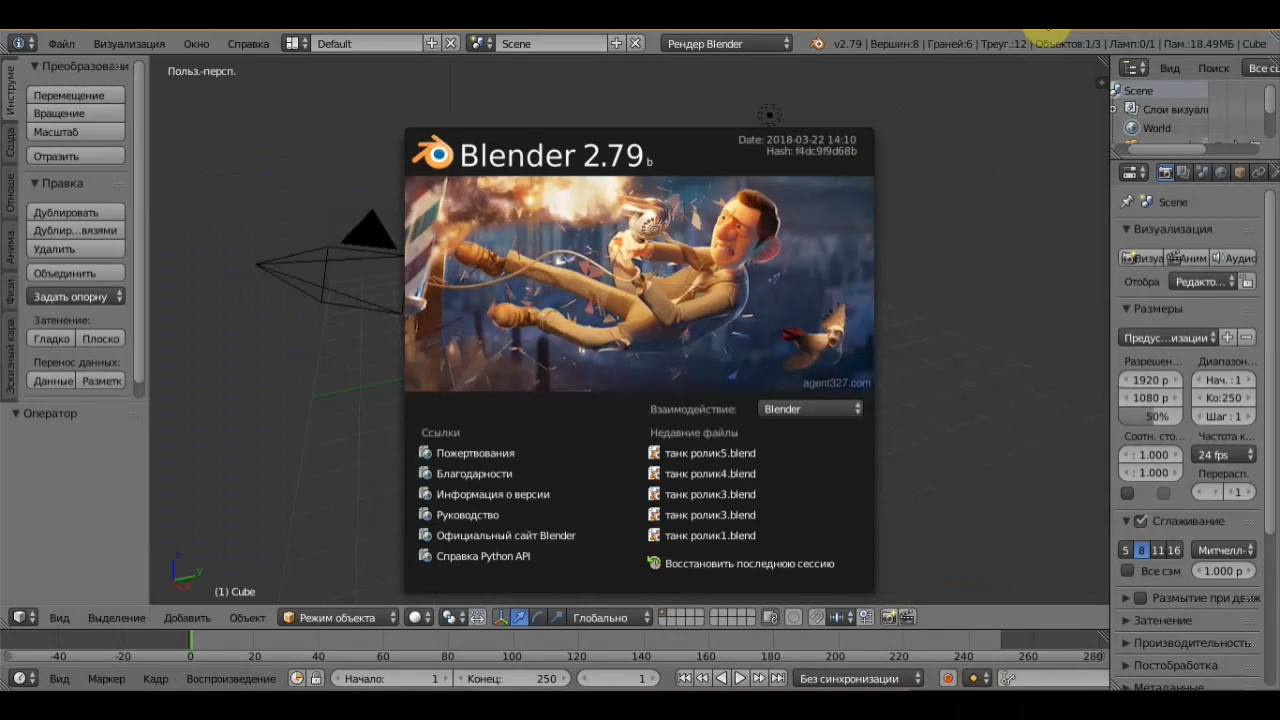 Файл Визуализация Окно Справка Default Scene Рендер Blender v2.79 | Вершин:8 | Граней:6 | Треуг.:12 | Объектов:1/3 | Ламп:0/1 | Пам.:18.49МБ | Cube
Преобразовани
Польз.-персп.
Вид Поиск Все с
Инструме
Созда
Отноше
Анима
Физи
Эскизный кара
Перемещение
Вращение
Масштаб
Отразить
Правка
Дублировать
Дублир...вязями
Удалить
Объединить
Задать опорну
Затенение:
Гладко Плоско
Перенос данных:
Данные Разметк
Оператор
Blender 2.79 b
Date: 2018-03-22 14:10
Hash: f4dc9f9d68b
agent327.com
Взаимодействие: Blender
Ссылки
Пожертвования
Благодарности
Информация о версии
Руководство
Официальный сайт Blender
Справка Python API
Недавние файлы
танк ролик5.blend
танк ролик4.blend
танк ролик3.blend
танк ролик3.blend
танк ролик1.blend
Восстановить последнюю сессию
Scene
Слои визуал
World
Scene
Визуализация
Визуа Аним Аудио
Отобра Редакто...
Размеры
Предус...изации
Разрешен... Диапазон...
1920 p Нач.:1
1080 p Ко:250
50% Шаг : 1
Соотн. сто... Частота к...
: 1.000 24 fps
: 1.000 Перерасп.
1
Сглаживание
5 8 11 16 Митчелл-
Все сэм 1.000 p
Размытие при движ
Затенение
Производительность
Постобработка
Метаданные
(1) Cube
Вид Выделение Добавить Объект Режим объекта Глобально
-40 -20 0 20 40 60 80 100 120 140 160 180 200 220 240 260 280
Вид Маркер Кадр Воспроизведение Начало: 1 Конец: 250 1 Без синхронизации